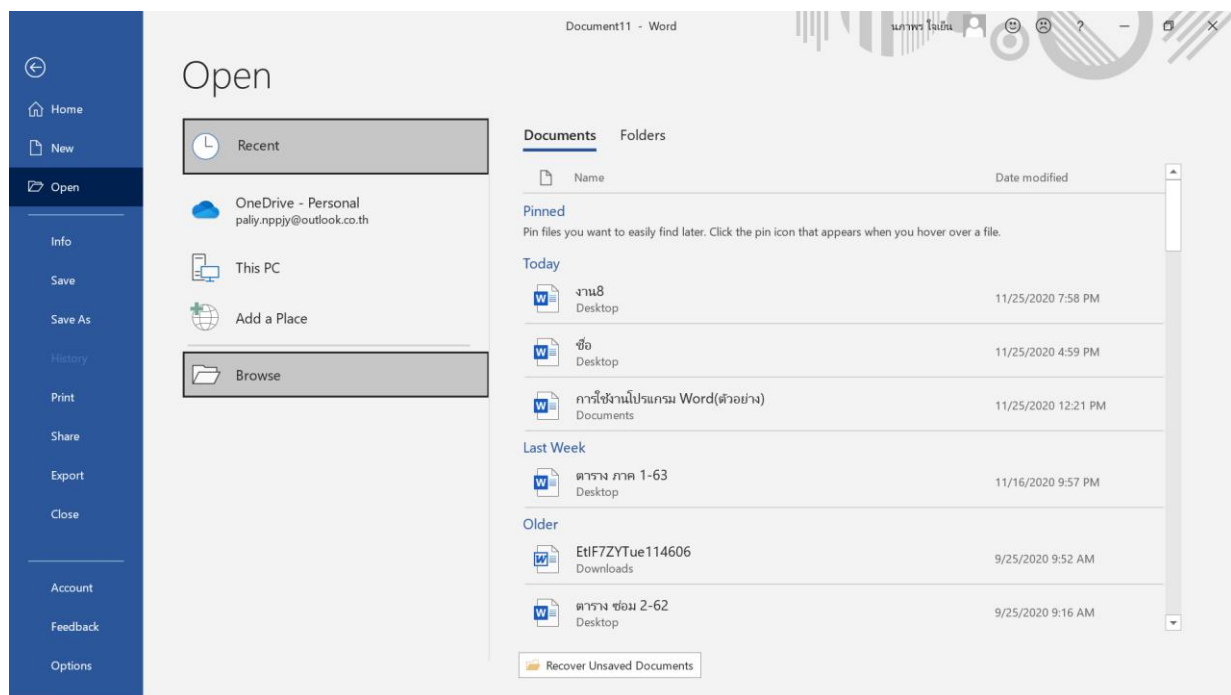 Document11 - Word
นภาพร ใจเย็น
?
Open
Home
New
Open
Info
Save
Save As
History
Print
Share
Export
Close
Account
Feedback
Options
Recent
OneDrive - Personal
paliy.nppjy@outlook.co.th
This PC
Add a Place
Browse
Documents Folders
Name Date modified
Pinned
Pin files you want to easily find later. Click the pin icon that appears when you hover over a file.
Today
งาน8
Desktop
11/25/2020 7:58 PM
ชื่อ
Desktop
11/25/2020 4:59 PM
การใช้งานโปรแกรม Word(ตัวอย่าง)
Documents
11/25/2020 12:21 PM
Last Week
ตาราง ภาค 1-63
Desktop
11/16/2020 9:57 PM
Older
EtIF7ZYTue114606
Downloads
9/25/2020 9:52 AM
ตาราง ซ่อม 2-62
Desktop
9/25/2020 9:16 AM
Recover Unsaved Documents